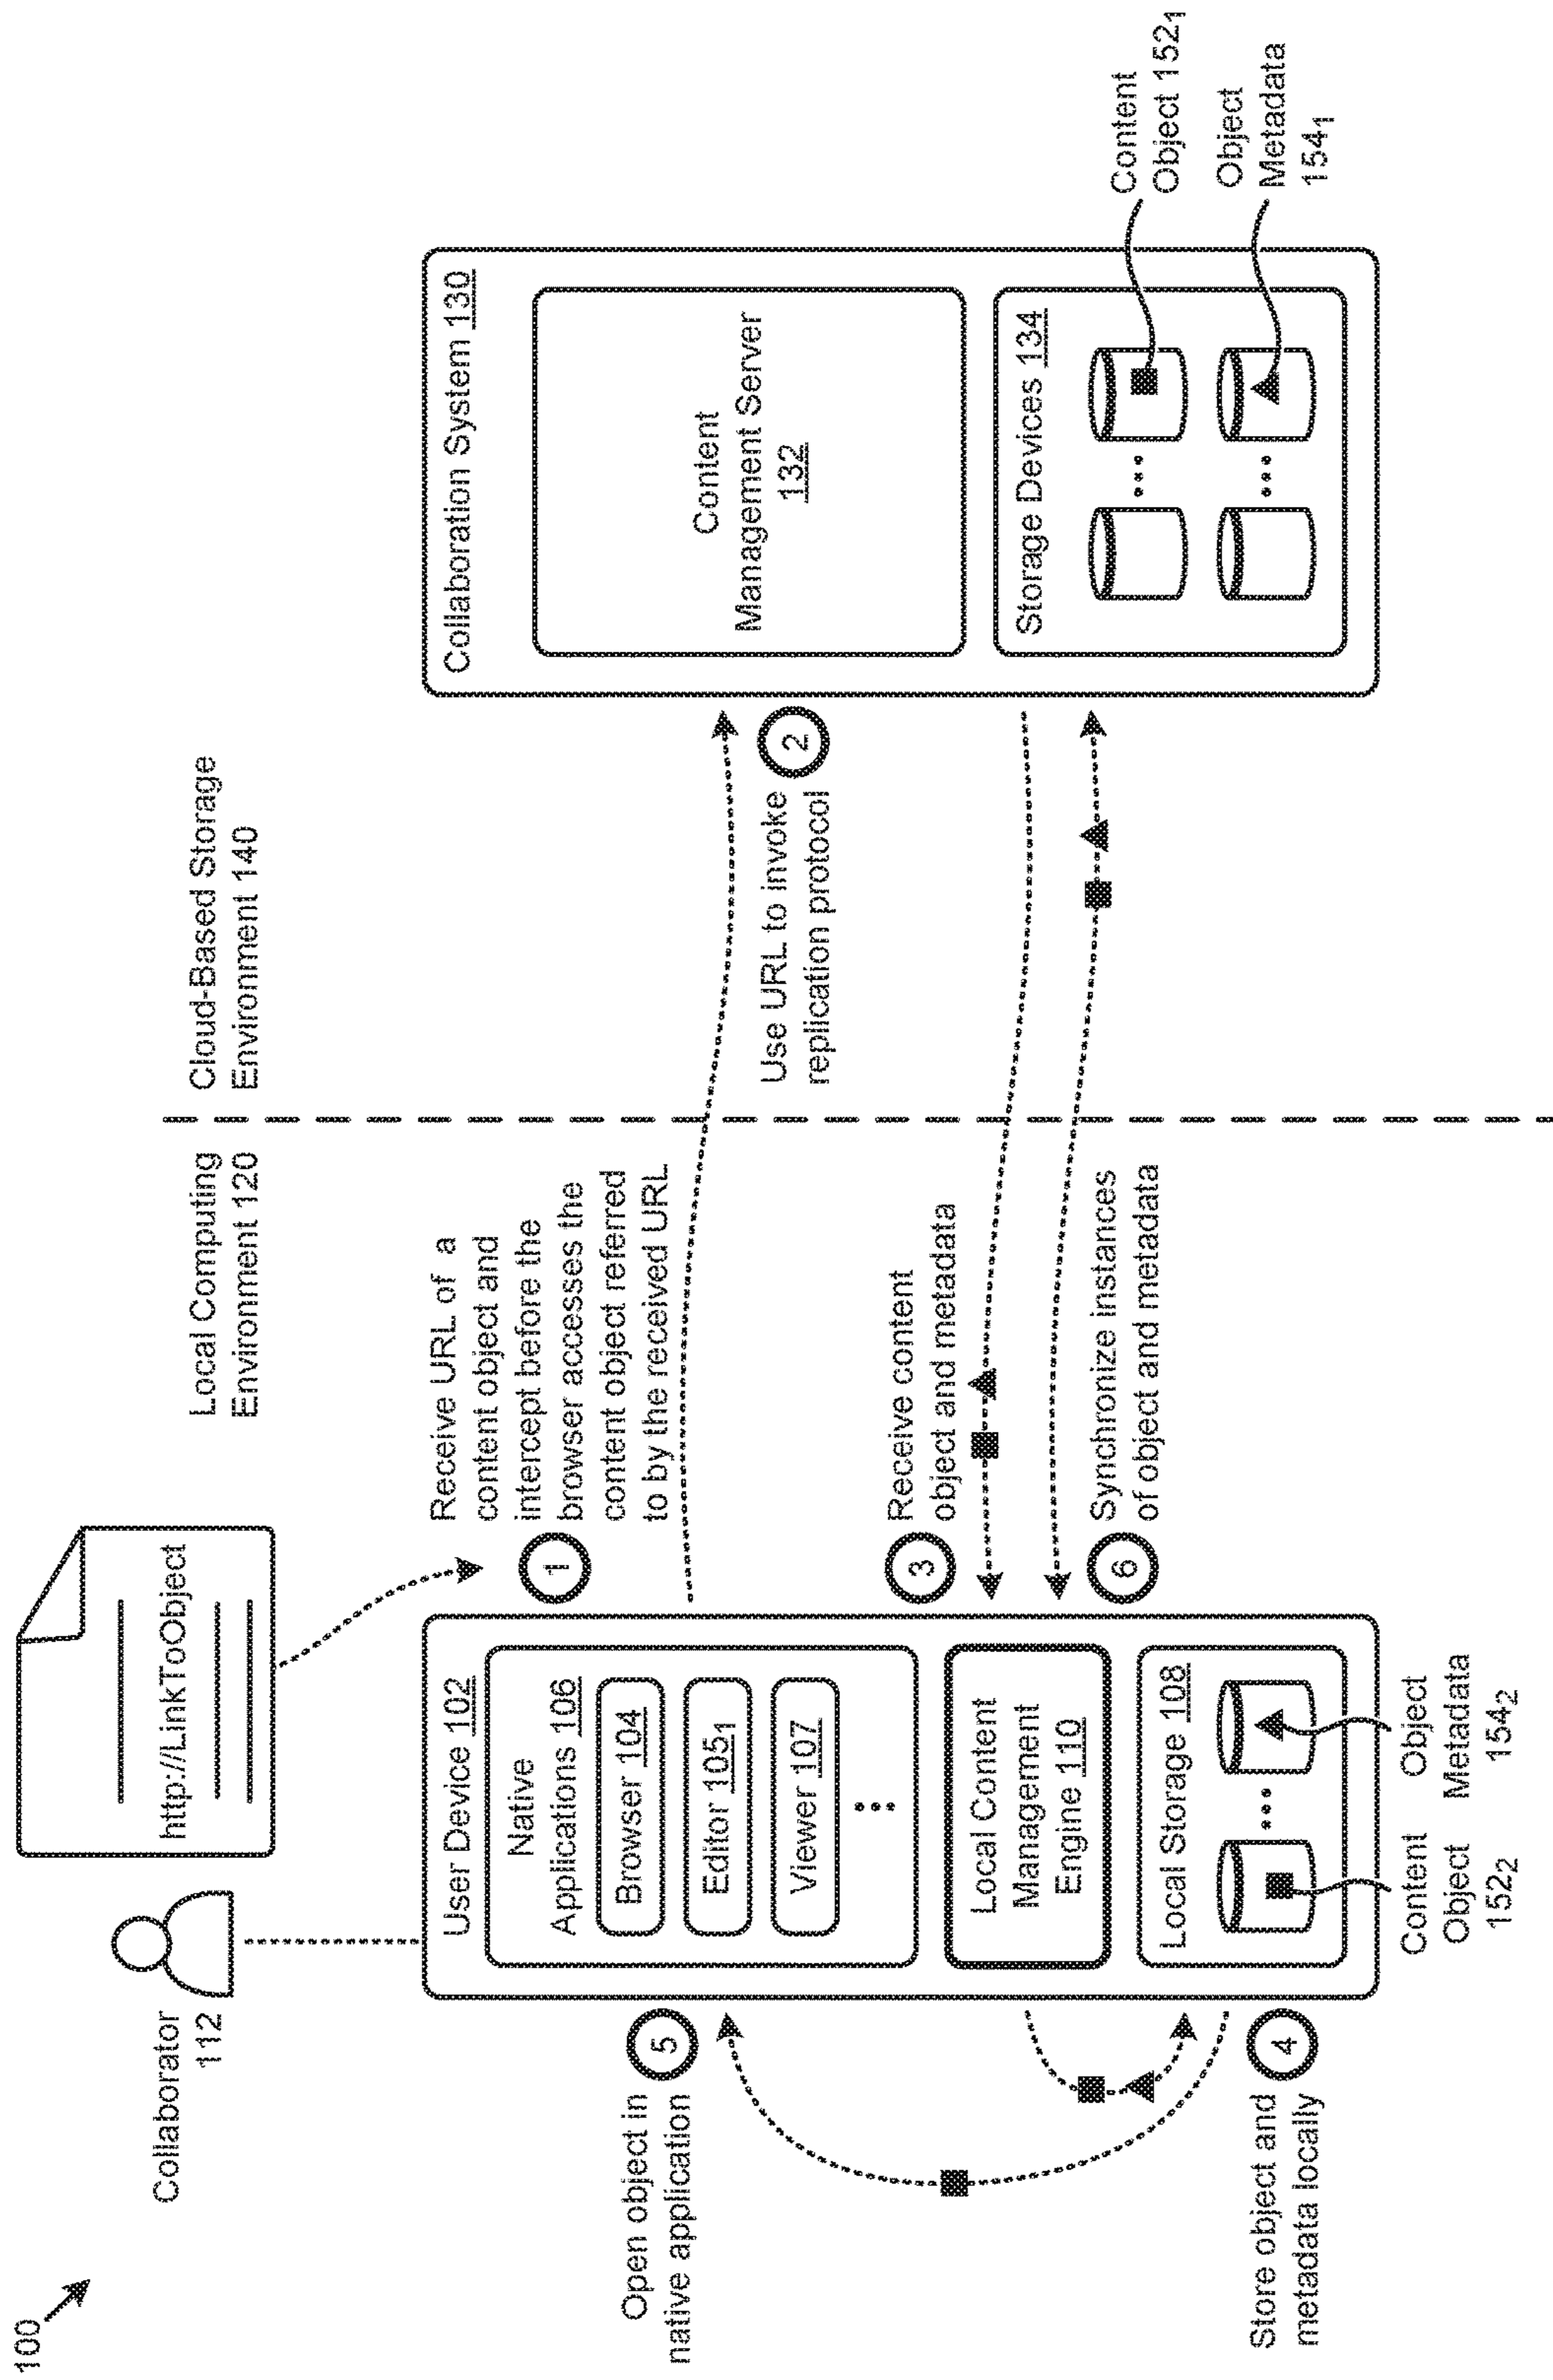 100
Collaborator
112
http://LinkToObject
Local Computing
Environment 120
Cloud-Based Storage
Environment 140
Receive URL of a
content object and
intercept before the
browser accesses the
content object referred
to by the received URL
1
User Device 102
Native
Applications 106
Browser 104
Editor 105₁
Viewer 107
Local Content
Management
Engine 110
Local Storage 108
Content
Object
152₂
Object
Metadata
154₂
Use URL to invoke
replication protocol
2
3
Receive content
object and metadata
Store object and
metadata locally
4
Open object in
native application
5
6
Synchronize instances
of object and metadata
Collaboration System 130
Content
Management Server
132
Storage Devices 134
Content
Object 152₁
Object
Metadata
154₁